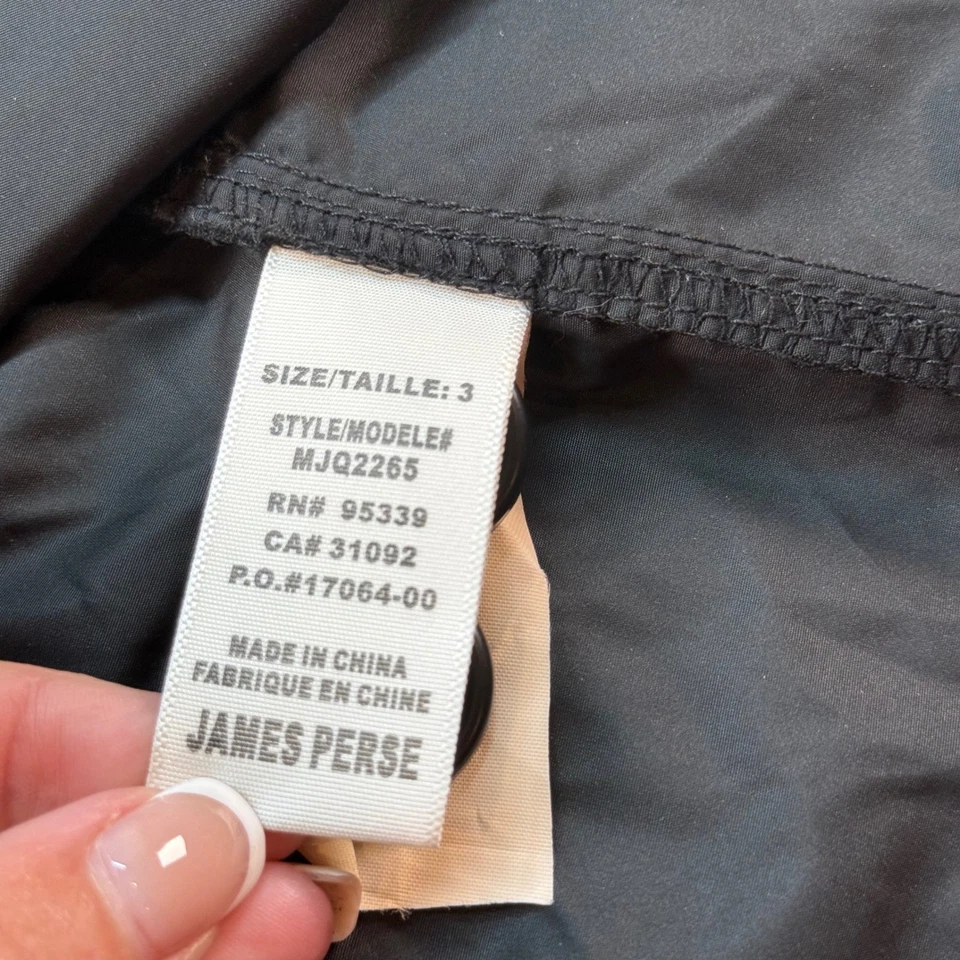 SIZE/TAILLE: 3
STYLE/MODELE#
MJQ2265
RN# 95339
CA# 31092
P.O.#17064-00
MADE IN CHINA
FABRIQUE EN CHINE
JAMES PERSE